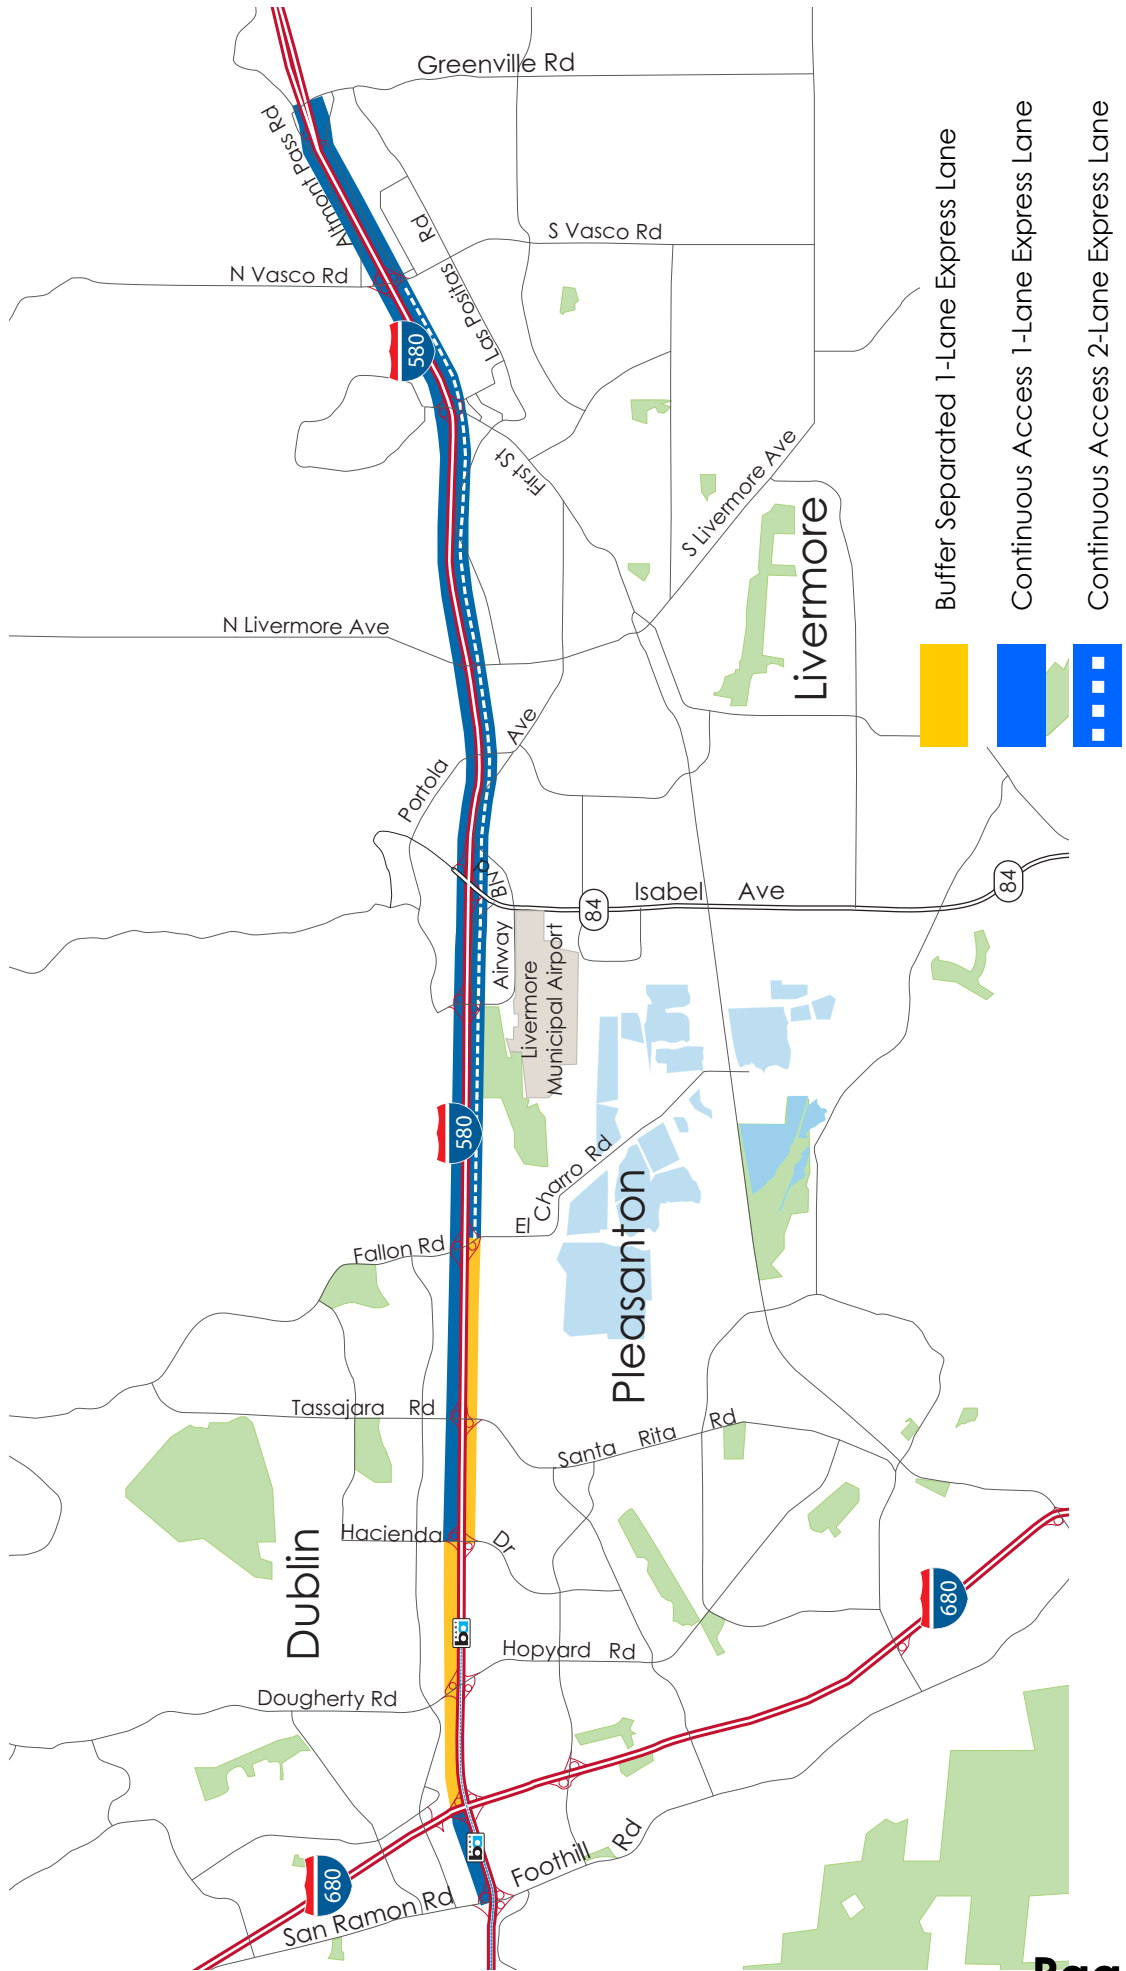 Greenville Rd
Altmont Pass Rd
Las Positas Rd
S Vasco Rd
N Vasco Rd
580
First St
S Livermore Ave
Livermore
N Livermore Ave
Portola Ave
Airway Blvd
84
Isabel Ave
84
Livermore
Municipal Airport
580
El Charro Rd
Fallon Rd
Pleasanton
Tassajara Rd
Santa Rita Rd
Hacienda Dr
Dublin
Hopyard Rd
Dougherty Rd
680
680
San Ramon Rd
Foothill Rd
ba
ba
Buffer Separated 1-Lane Express Lane
Continuous Access 1-Lane Express Lane
Continuous Access 2-Lane Express Lane